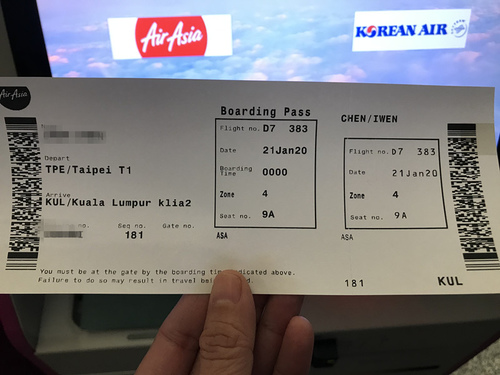 AirAsia
KOREAN AIR
AirAsia
Boarding Pass
CHEN/IWEN
Flight no. D7 383
Date 21Jan20
Boarding Time 0000
Zone 4
Seat no. 9A
ASA
Flight no. D7 383
Date 21Jan20
Zone 4
Seat no. 9A
ASA
Depart
TPE/Taipei T1
Arrive
KUL/Kuala Lumpur klia2
no. Seq no. Gate no.
181
You must be at the gate by the boarding time indicated above.
Failure to do so may result in travel being
181
KUL